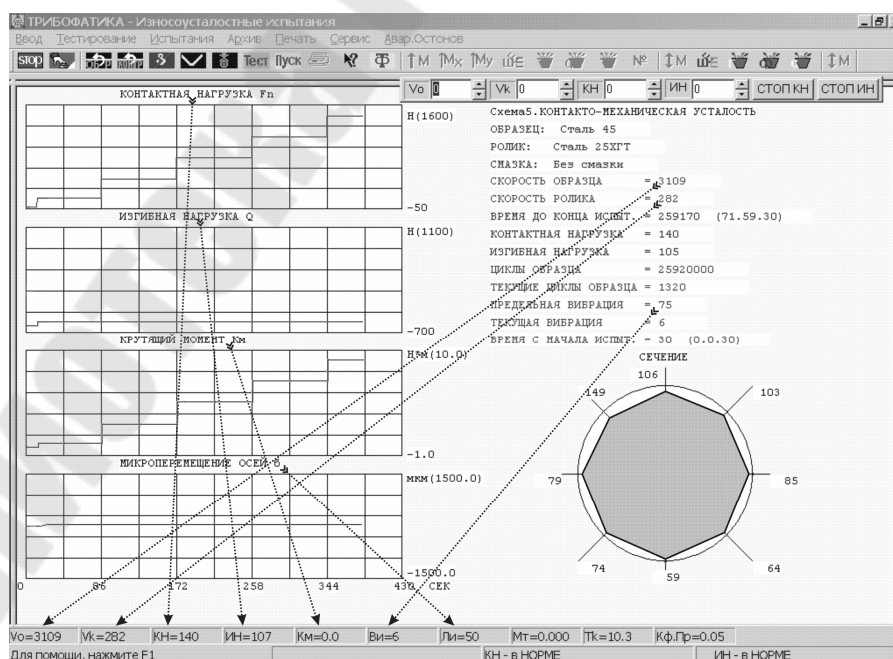 ТРИБОФАТИКА - Износоусталостные испытания
Ввод Тестирование Испытания Архив Печать Сервис Авар.Остонов
STOP Тест Пуск № М Мх Му № М М
Vo 0 Vk 0 КН 0 ИН 0 СТОП КН СТОП ИН
КОНТАКТНАЯ НАГРУЗКА Fn
Н(1600)
-50
ИЗГИБНАЯ НАГРУЗКА Q
Н(1100)
-700
КРУТЯЩИЙ МОМЕНТ Км
Н*м(10.0)
-1.0
МИКРОПЕРЕМЕЩЕНИЕ ОСЕЙ
мкм(1500.0)
-1500.0
0 86 172 258 344 430 СЕК
Схема5.КОНТАКТО-МЕХАНИЧЕСКАЯ УСТАЛОСТЬ
ОБРАЗЕЦ: Сталь 45
РОЛИК: Сталь 25ХГТ
СМАЗКА: Без смазки
СКОРОСТЬ ОБРАЗЦА = 3109
СКОРОСТЬ РОЛИКА = 282
ВРЕМЯ ДО КОНЦА ИСПЫТ. = 259170 (71.59.30)
КОНТАКТНАЯ НАГРУЗКА = 140
ИЗГИБНАЯ НАГРУЗКА = 105
ЦИКЛЫ ОБРАЗЦА = 25920000
ТЕКУЩИЕ ЦИКЛЫ ОБРАЗЦА = 1320
ПРЕДЕЛЬНАЯ ВИБРАЦИЯ = 75
ТЕКУЩАЯ ВИБРАЦИЯ = 6
ВРЕМЯ С НАЧАЛА ИСПЫТ. = 30 (0.0.30)
СЕЧЕНИЕ
106
149 103
79 85
74 64
59
Vo=3109 Vk=282 КН=140 ИН=107 Км=0.0 Ви=6 Ли=50 Мт=0.000 Тk=10.3 Кф.Пр=0.05
Для помощи, нажмите F1 КН - в НОРМЕ ИН - в НОРМЕ